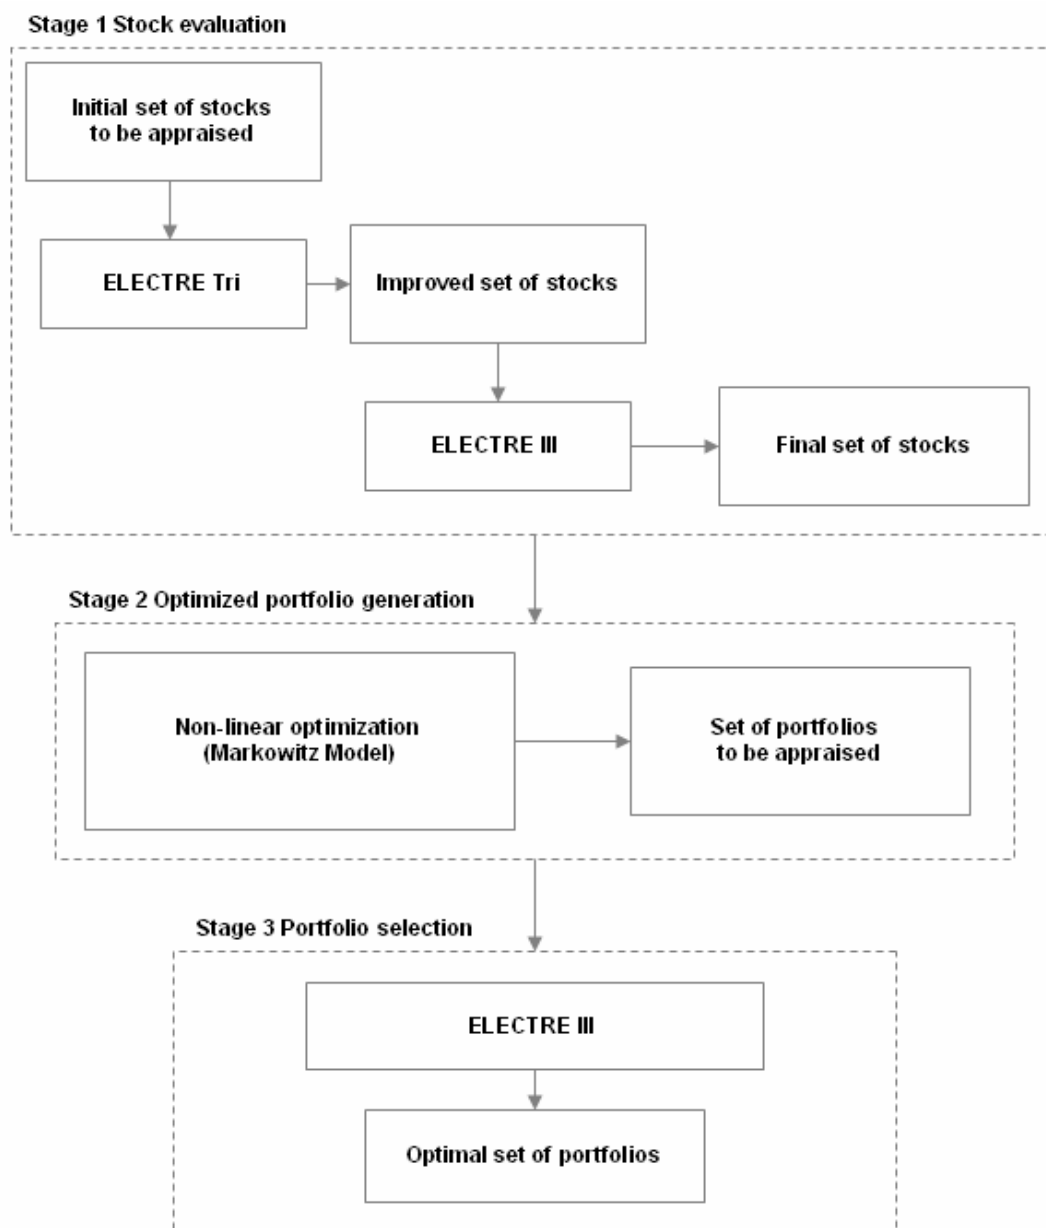 Stage 1 Stock evaluation
Initial set of stocks
to be appraised
ELECTRE Tri
Improved set of stocks
ELECTRE III
Final set of stocks
Stage 2 Optimized portfolio generation
Non-linear optimization
(Markowitz Model)
Set of portfolios
to be appraised
Stage 3 Portfolio selection
ELECTRE III
Optimal set of portfolios